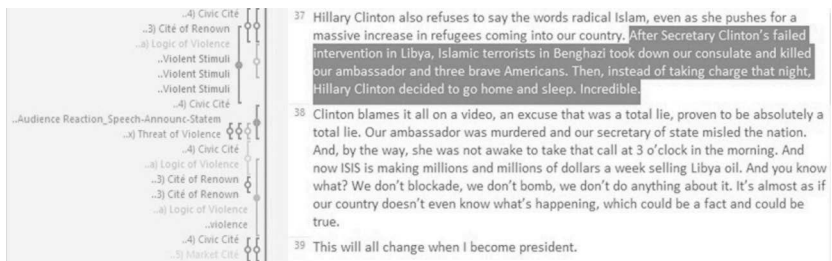 ..4) Civic Cité
..3) Cité of Renown
..a) Logic of Violence
..Violent Stimuli
..Violent Stimuli
..Violent Stimuli
..4) Civic Cité
..Audience Reaction_Speech-Announc-Statem
..x) Threat of Violence
..4) Civic Cité
..a) Logic of Violence
..3) Cité of Renown
..3) Cité of Renown
..a) Logic of Violence
..violence
..4) Civic Cité
..5) Market Cité
37 Hillary Clinton also refuses to say the words radical Islam, even as she pushes for a
massive increase in refugees coming into our country. After Secretary Clinton's failed
intervention in Libya, Islamic terrorists in Benghazi took down our consulate and killed
our ambassador and three brave Americans. Then, instead of taking charge that night,
Hillary Clinton decided to go home and sleep. Incredible.
38 Clinton blames it all on a video, an excuse that was a total lie, proven to be absolutely a
total lie. Our ambassador was murdered and our secretary of state misled the nation.
And, by the way, she was not awake to take that call at 3 o'clock in the morning. And
now ISIS is making millions and millions of dollars a week selling Libya oil. And you know
what? We don't blockade, we don't bomb, we don't do anything about it. It's almost as if
our country doesn't even know what's happening, which could be a fact and could be
true.
39 This will all change when I become president.